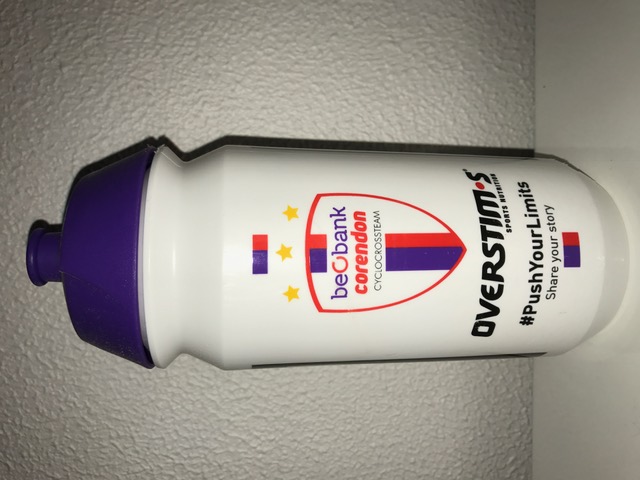 beobank
corendon
CYCLOCROSSTEAM
OVERSTIM.s
SPORTS NUTRITION
#PushYourLimits
Share your story